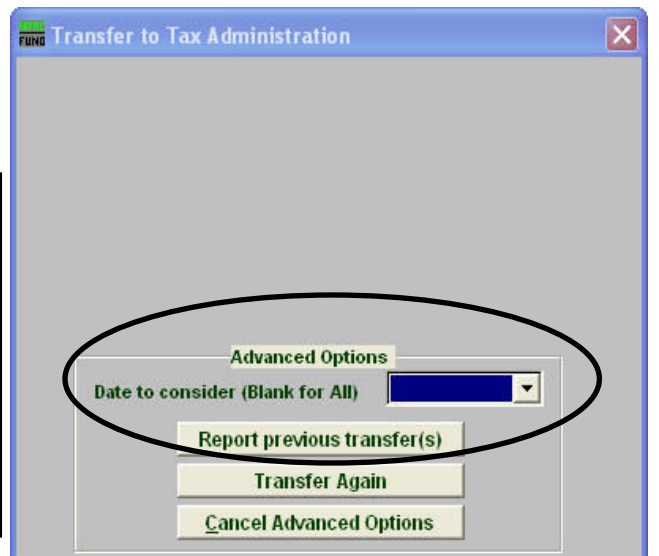 FUND Transfer to Tax Administration
Advanced Options
Date to consider (Blank for All)
Report previous transfer(s)
Transfer Again
Cancel Advanced Options